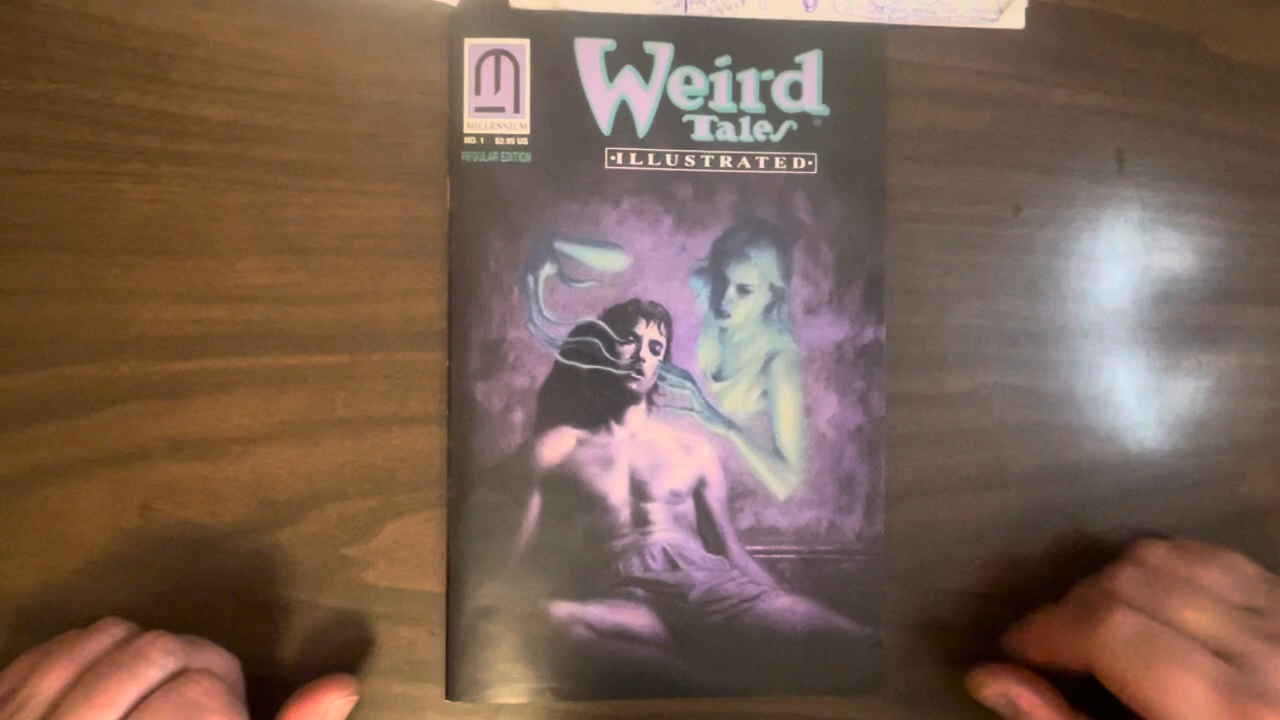 MILLENNIUM
NO. 1 $2.95 US
REGULAR EDITION
Weird
Tales
·ILLUSTRATED·